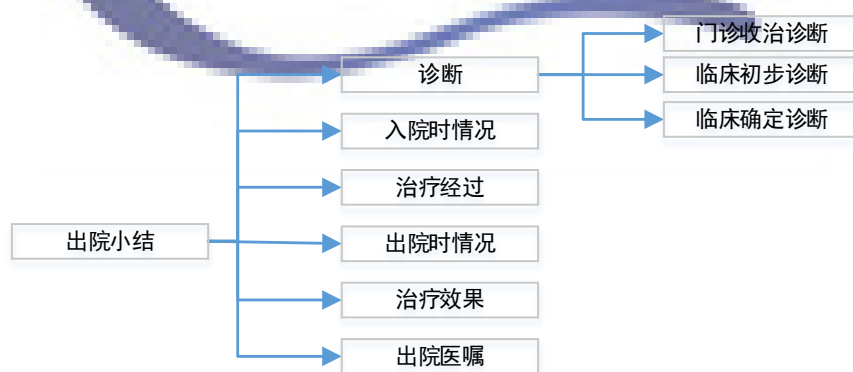 门诊收治诊断
诊断
临床初步诊断
临床确定诊断
入院时情况
治疗经过
出院小结
出院时情况
治疗效果
出院医嘱